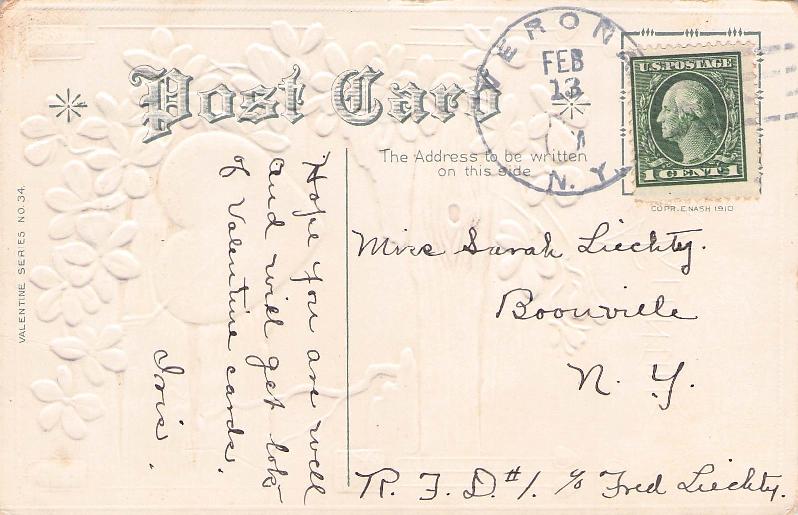 Post Card
VERONA
FEB
13
N.Y.
U.S. POSTAGE
1 CENT 1
The Address to be written
on this side
COPR. E. NASH 1910
VALENTINE SERIES NO. 34.
Hope you are well
and will get lots
of Valentine cards.
Iris.
Miss Sarah Liechty.
Boonville
N. Y.
R. F. D. #1. c/o Fred Liechty.